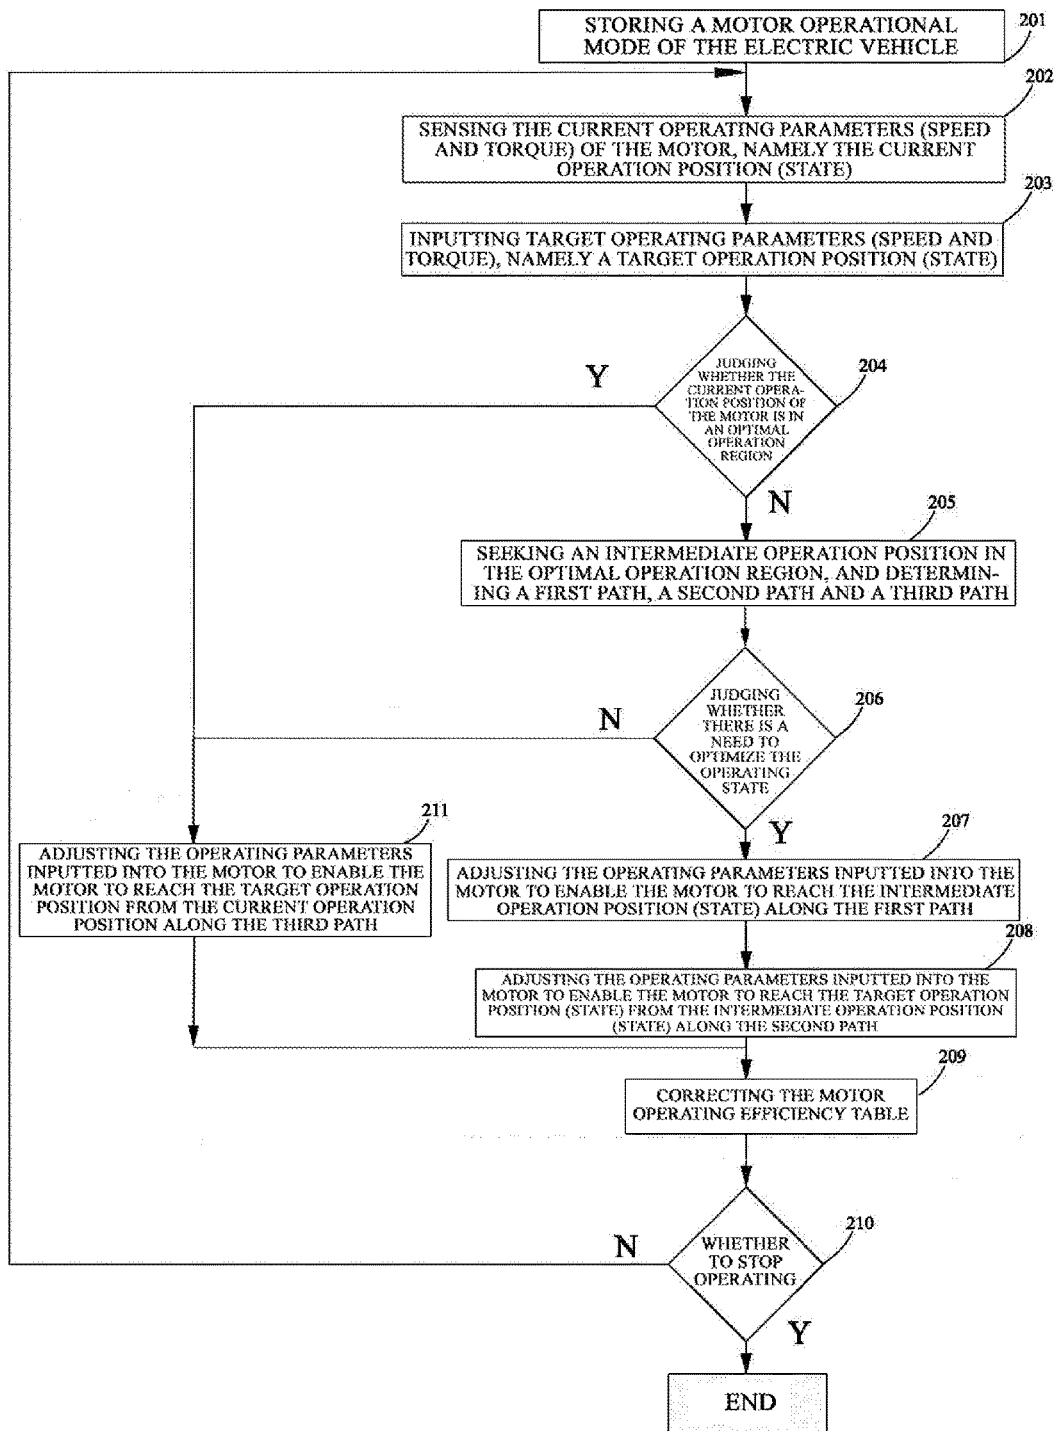 STORING A MOTOR OPERATIONAL
MODE OF THE ELECTRIC VEHICLE
201
202
SENSING THE CURRENT OPERATING PARAMETERS (SPEED
AND TORQUE) OF THE MOTOR, NAMELY THE CURRENT
OPERATION POSITION (STATE)
203
INPUTTING TARGET OPERATING PARAMETERS (SPEED AND
TORQUE), NAMELY A TARGET OPERATION POSITION (STATE)
JUDGING
WHETHER THE
CURRENT OPERA-
TION POSITION OF
THE MOTOR IS IN
AN OPTIMAL
OPERATION
REGION
204
Y
N
205
SEEKING AN INTERMEDIATE OPERATION POSITION IN
THE OPTIMAL OPERATION REGION, AND DETERMIN-
ING A FIRST PATH, A SECOND PATH AND A THIRD PATH
JUDGING
WHETHER
THERE IS A
NEED TO
OPTIMIZE THE
OPERATING
STATE
206
N
Y
211
ADJUSTING THE OPERATING PARAMETERS
INPUTTED INTO THE MOTOR TO ENABLE THE
MOTOR TO REACH THE TARGET OPERATION
POSITION FROM THE CURRENT OPERATION
POSITION ALONG THE THIRD PATH
207
ADJUSTING THE OPERATING PARAMETERS INPUTTED INTO THE
MOTOR TO ENABLE THE MOTOR TO REACH THE INTERMEDIATE
OPERATION POSITION (STATE) ALONG THE FIRST PATH
208
ADJUSTING THE OPERATING PARAMETERS INPUTTED INTO THE
MOTOR TO ENABLE THE MOTOR TO REACH THE TARGET OPERATION
POSITION (STATE) FROM THE INTERMEDIATE OPERATION POSITION
(STATE) ALONG THE SECOND PATH
209
CORRECTING THE MOTOR
OPERATING EFFICIENCY TABLE
WHETHER
TO STOP
OPERATING
210
N
Y
END